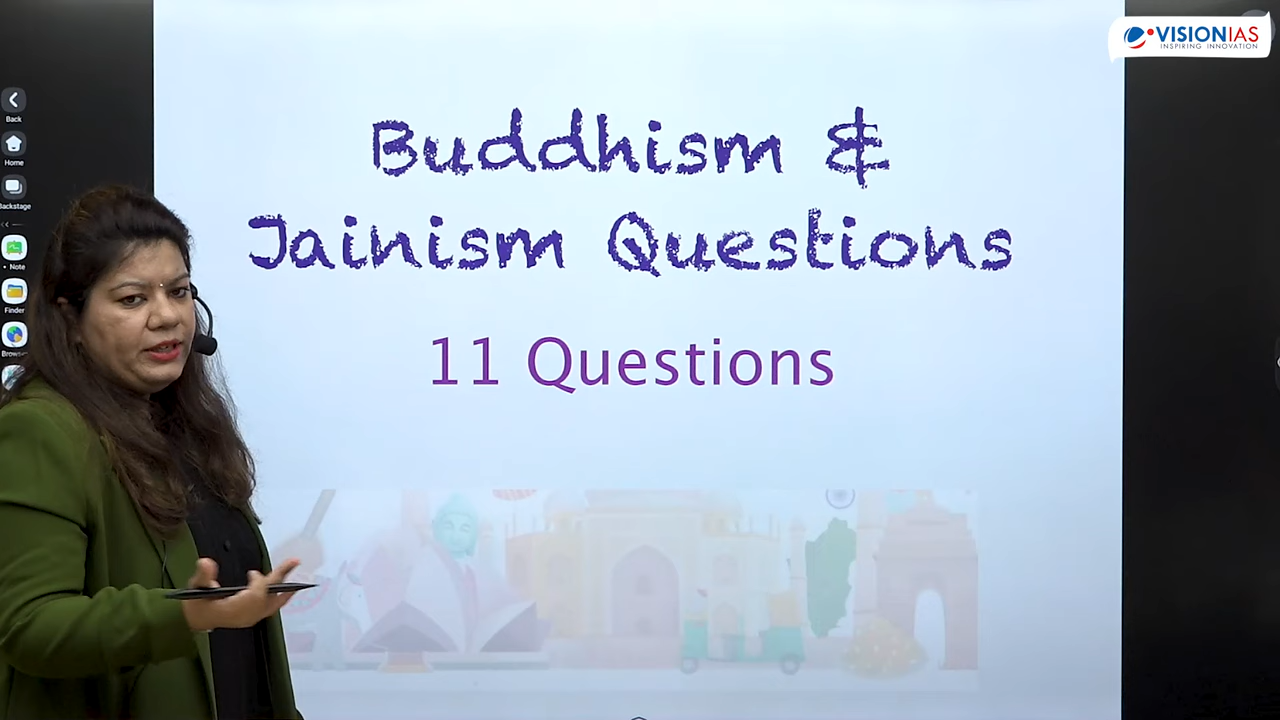 VISIONIAS
INSPIRING INNOVATION
Buddhism &
Jainism Questions
11 Questions
Back
Home
Backstage
Note
Finder